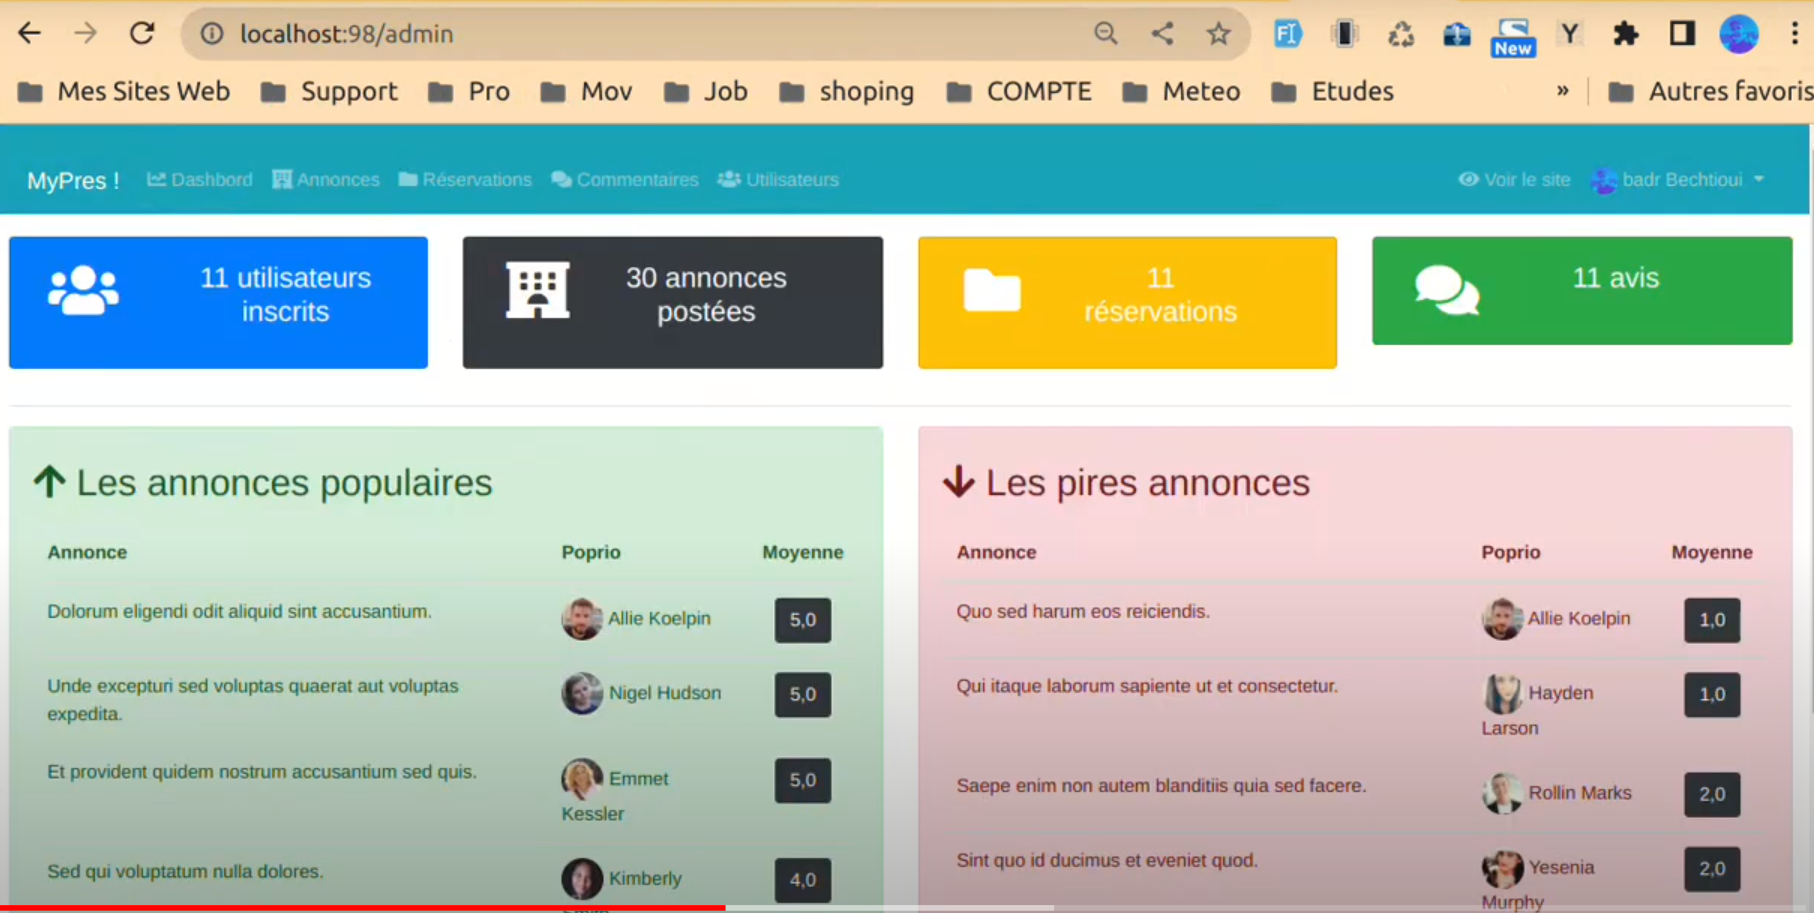 localhost:98/admin
New
Y
Mes Sites Web
Support
Pro
Mov
Job
shoping
COMPTE
Meteo
Etudes
»
Autres favoris
MyPres !
Dashbord
Annonces
Réservations
Commentaires
Utilisateurs
Voir le site
badr Bechtioui
11 utilisateurs
inscrits
30 annonces
postées
11
réservations
11 avis
Les annonces populaires
Annonce Poprio Moyenne
Dolorum eligendi odit aliquid sint accusantium. Allie Koelpin 5,0
Unde excepturi sed voluptas quaerat aut voluptas Nigel Hudson 5,0
expedita.
Et provident quidem nostrum accusantium sed quis. Emmet 5,0
Kessler
Sed qui voluptatum nulla dolores. Kimberly 4,0
Les pires annonces
Annonce Poprio Moyenne
Quo sed harum eos reiciendis. Allie Koelpin 1,0
Qui itaque laborum sapiente ut et consectetur. Hayden 1,0
Larson
Saepe enim non autem blanditiis quia sed facere. Rollin Marks 2,0
Sint quo id ducimus et eveniet quod. Yesenia 2,0
Murphy